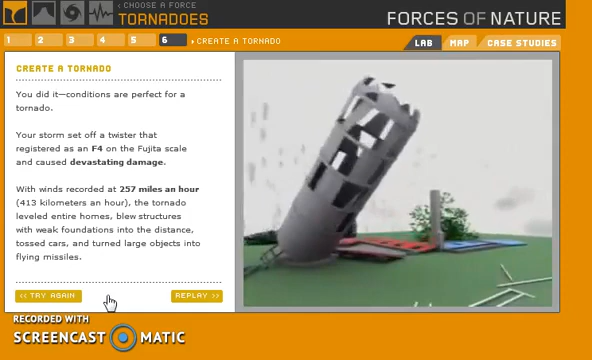 ‹ CHOOSE A FORCE
TORNADOES
FORCES OF NATURE
1 2 3 4 5 6 › CREATE A TORNADO
LAB MAP CASE STUDIES
CREATE A TORNADO
You did it—conditions are perfect for a
tornado.
Your storm set off a twister that
registered as an F4 on the Fujita scale
and caused devastating damage.
With winds recorded at 257 miles an hour
(413 kilometers an hour), the tornado
leveled entire homes, blew structures
with weak foundations into the distance,
tossed cars, and turned large objects into
flying missiles.
<< TRY AGAIN
REPLAY >>
RECORDED WITH
SCREENCAST MATIC